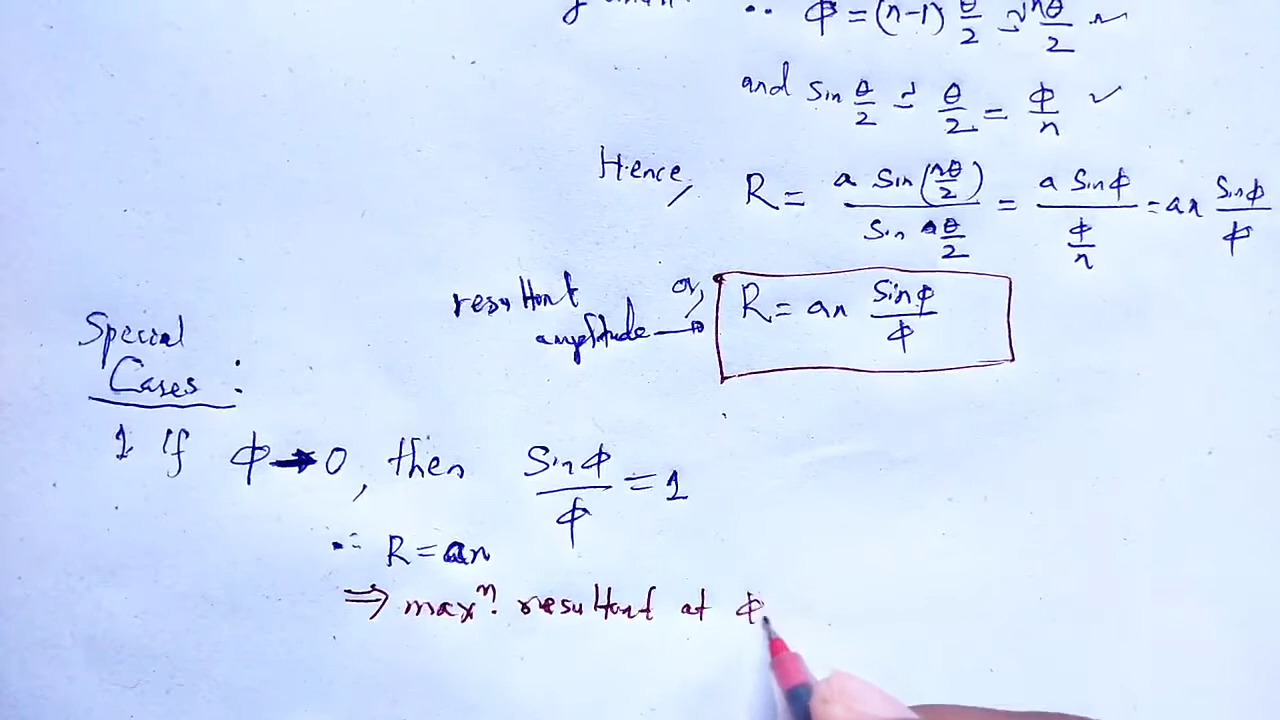 ∴ Φ = (n-1) θ/2 ≃ nθ/2
and Sin θ/2 ≃ θ/2 = Φ/n ✓
Hence, R = a Sin(nθ/2) / Sin θ/2 = a SinΦ / Φ/n = an SinΦ/Φ
resultant amplitude → or, R = an SinΦ/Φ
Special
Cases :
1 If Φ → 0, then SinΦ/Φ = 1
∴ R = an
⇒ maxᵐ. resultant at Φ